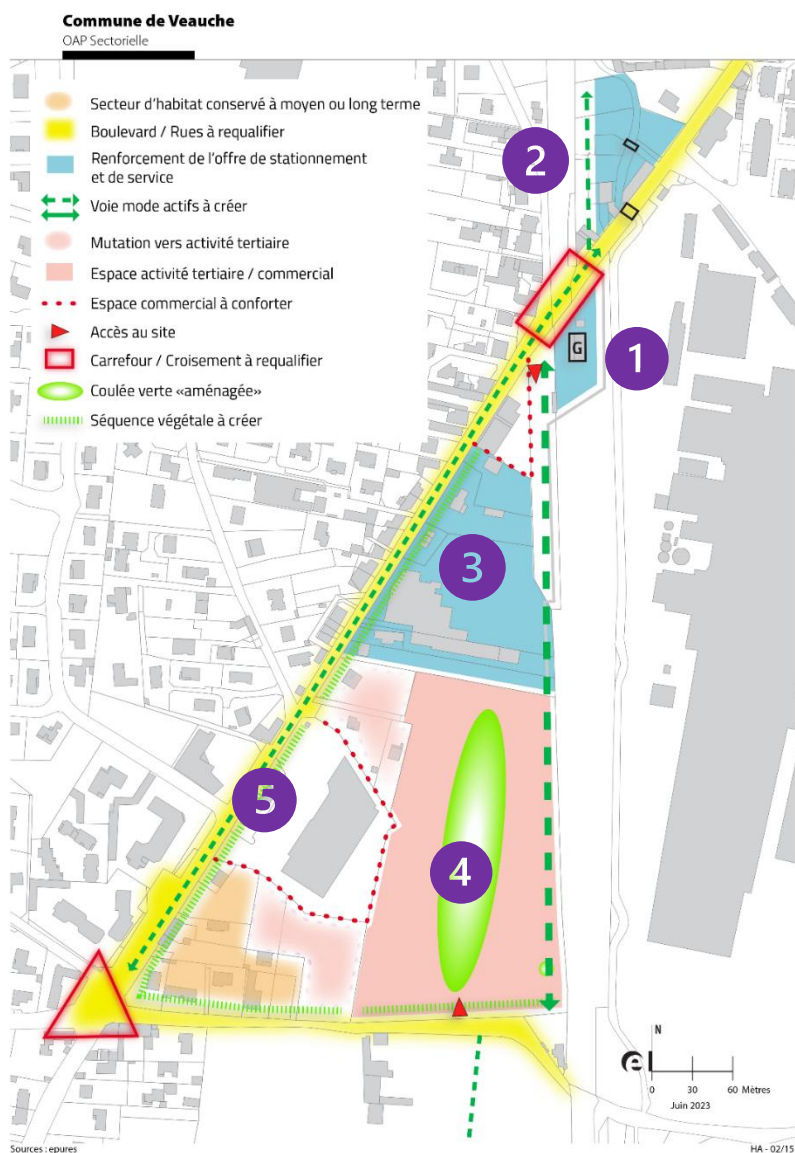 Commune de Veauche
OAP Sectorielle
Secteur d'habitat conservé à moyen ou long terme
Boulevard / Rues à requalifier
Renforcement de l'offre de stationnement
et de service
Voie mode actifs à créer
Mutation vers activité tertiaire
Espace activité tertiaire / commercial
Espace commercial à conforter
Accès au site
Carrefour / Croisement à requalifier
Coulée verte «aménagée»
Séquence végétale à créer
2
1
G
3
5
4
N
0 30 60 Mètres
Juin 2023
Sources : epures
HA - 02/15